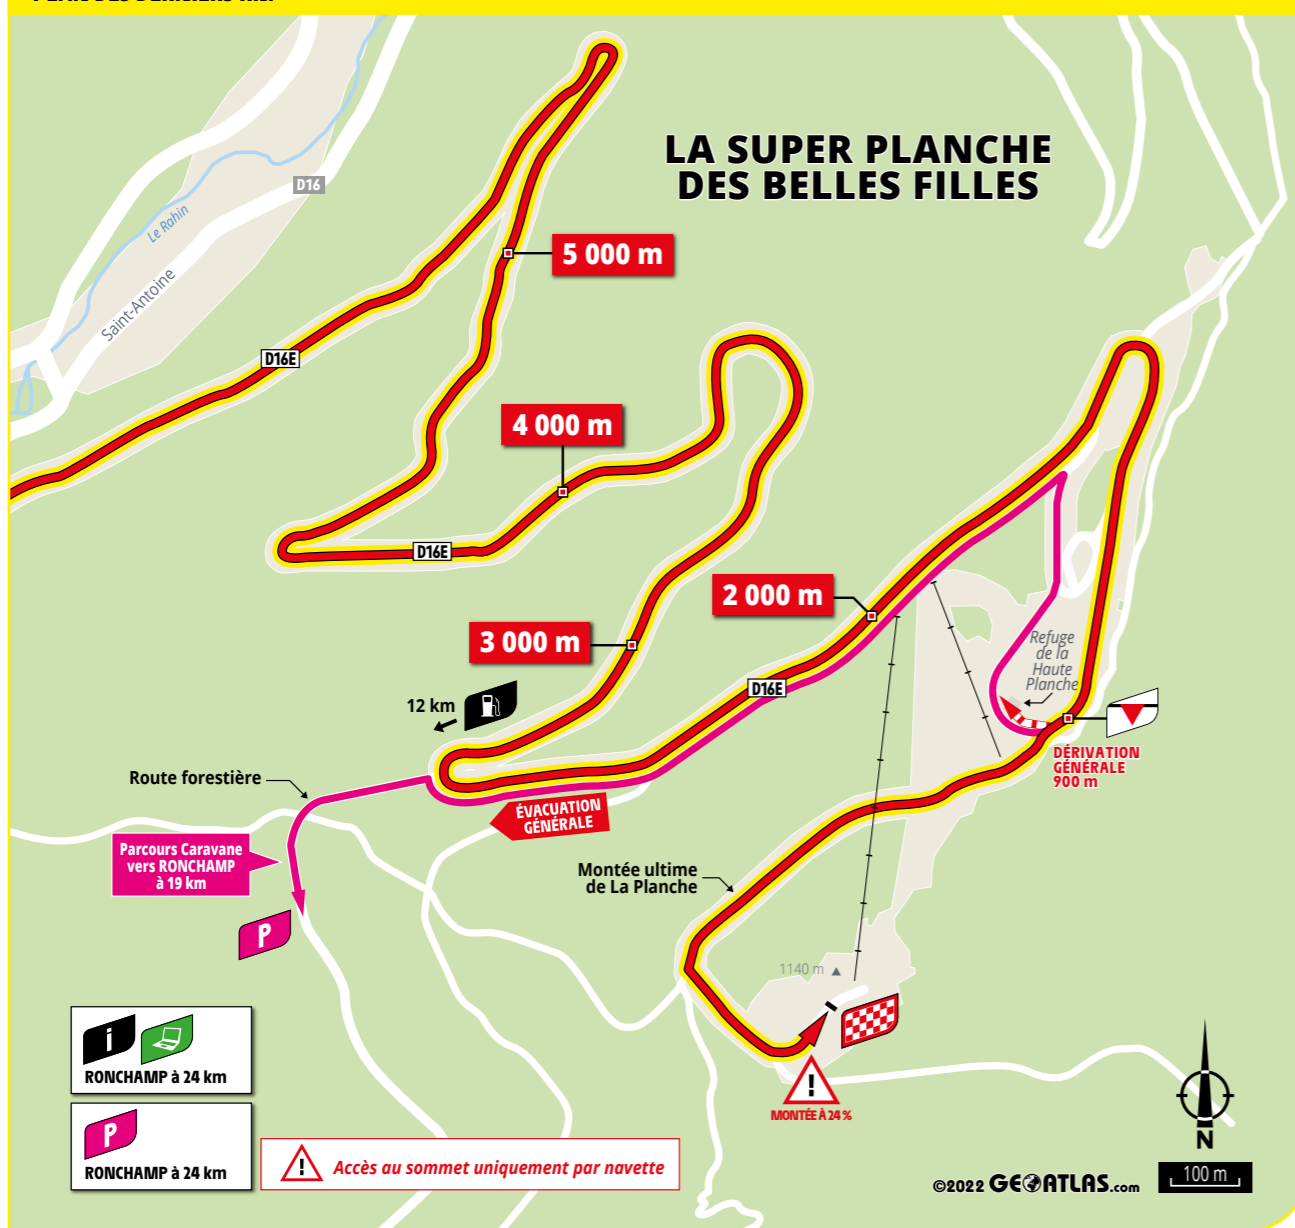 LA SUPER PLANCHE
DES BELLES FILLES
D16
Le Rahin
Saint-Antoine
5 000 m
D16E
4 000 m
D16E
2 000 m
3 000 m
Refuge
de la
Haute
Planche
D16E
12 km
DÉRIVATION
GÉNÉRALE
900 m
Route forestière
ÉVACUATION
GÉNÉRALE
Parcours Caravane
vers RONCHAMP
à 19 km
Montée ultime
de La Planche
P
1140 m
i
RONCHAMP à 24 km
!
MONTÉE À 24 %
P
RONCHAMP à 24 km
! Accès au sommet uniquement par navette
N
©2022 GEOATLAS.com
100 m